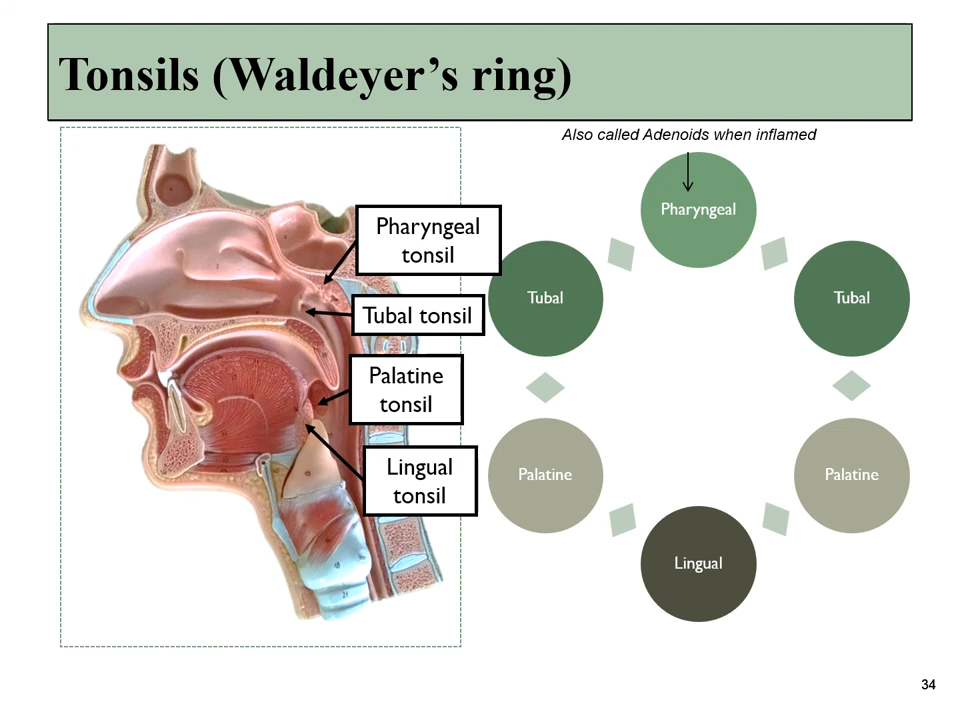 Tonsils (Waldeyer’s ring)
Also called Adenoids when inflamed
Pharyngeal
tonsil
Tubal tonsil
Palatine
tonsil
Lingual
tonsil
Pharyngeal
Tubal
Tubal
Palatine
Palatine
Lingual
34